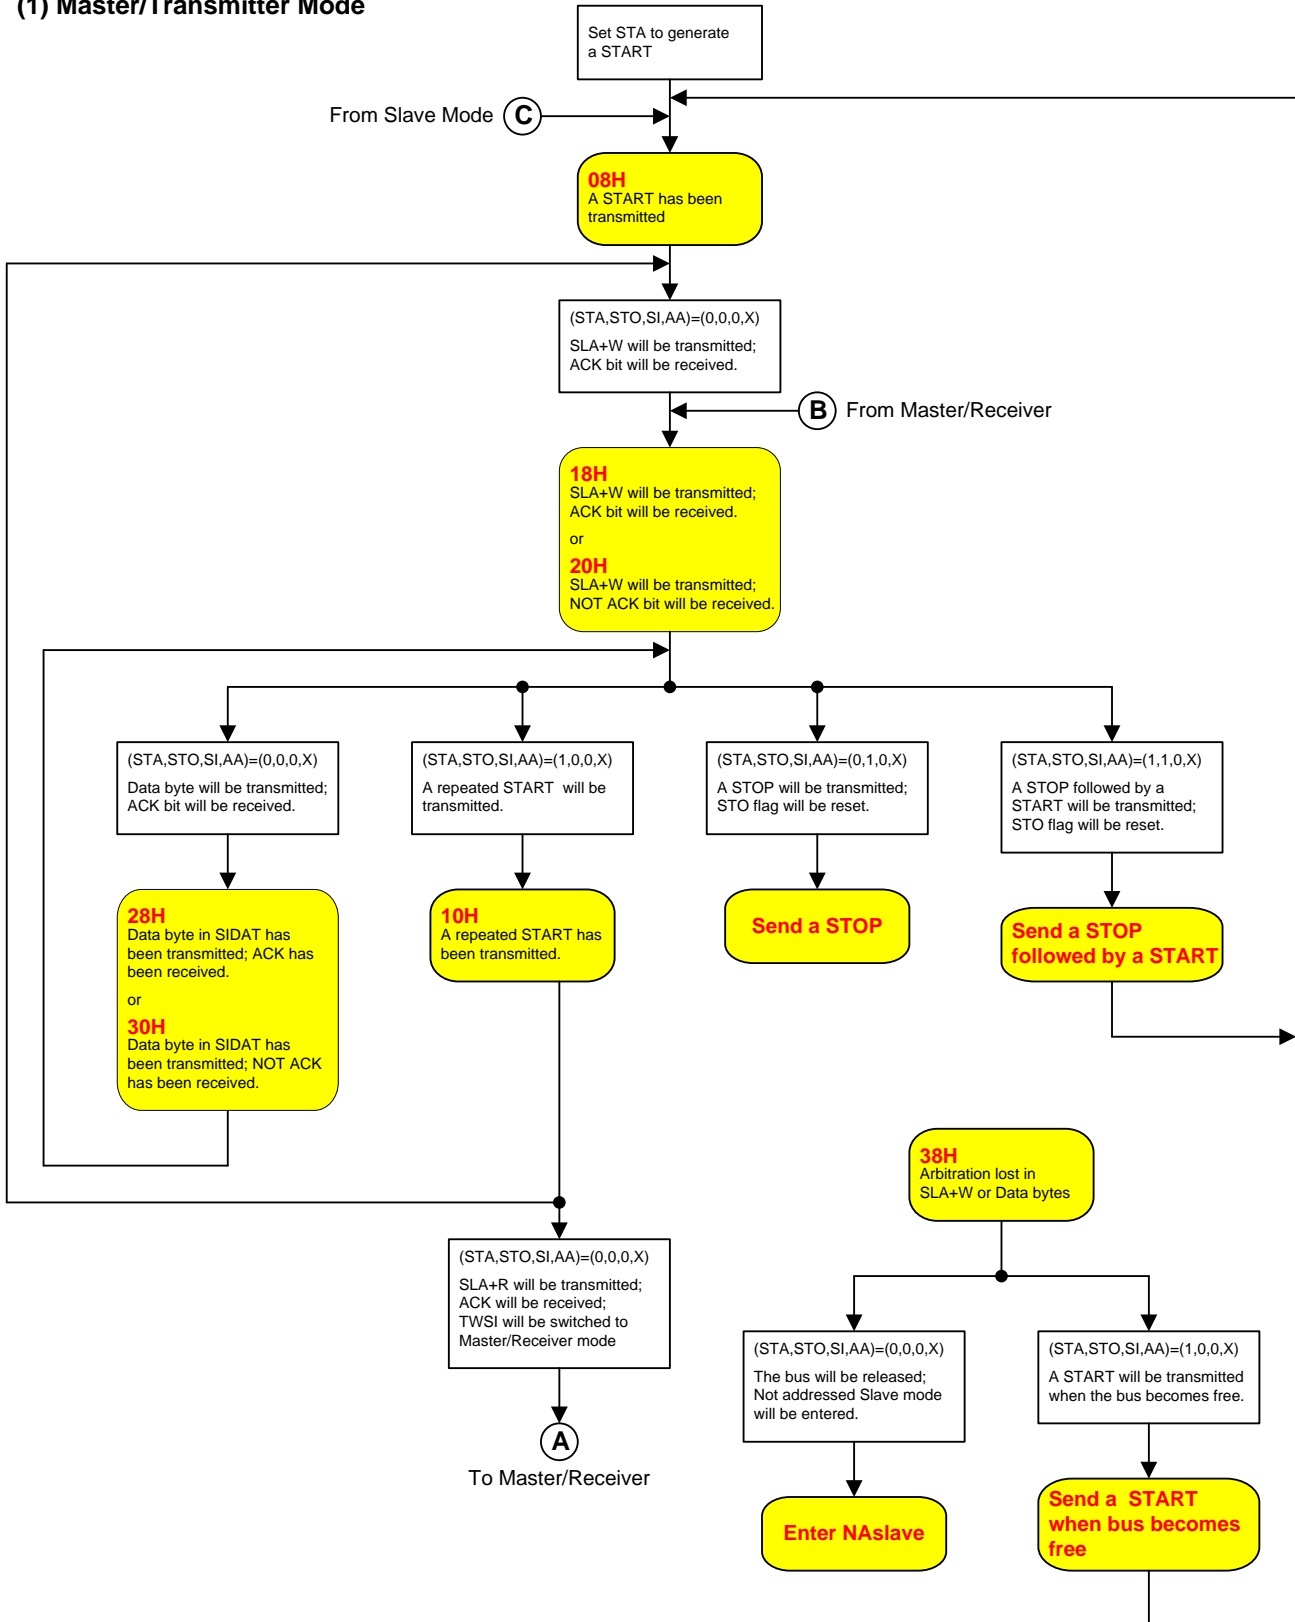 (1) Master/Transmitter Mode
Set STA to generate
a START
From Slave Mode
C
08H
A START has been
transmitted
(STA,STO,SI,AA)=(0,0,0,X)
SLA+W will be transmitted;
ACK bit will be received.
B
From Master/Receiver
18H
SLA+W will be transmitted;
ACK bit will be received.
or
20H
SLA+W will be transmitted;
NOT ACK bit will be received.
(STA,STO,SI,AA)=(0,0,0,X)
Data byte will be transmitted;
ACK bit will be received.
(STA,STO,SI,AA)=(1,0,0,X)
A repeated START  will be
transmitted.
(STA,STO,SI,AA)=(0,1,0,X)
A STOP will be transmitted;
STO flag will be reset.
(STA,STO,SI,AA)=(1,1,0,X)
A STOP followed by a
START will be transmitted;
STO flag will be reset.
28H
Data byte in SIDAT has
been transmitted; ACK has
been received.
or
30H
Data byte in SIDAT has
been transmitted; NOT ACK
has been received.
10H
A repeated START has
been transmitted.
Send a STOP
Send a STOP
followed by a START
38H
Arbitration lost in
SLA+W or Data bytes
(STA,STO,SI,AA)=(0,0,0,X)
SLA+R will be transmitted;
ACK will be received;
TWSI will be switched to
Master/Receiver mode
A
To Master/Receiver
(STA,STO,SI,AA)=(0,0,0,X)
The bus will be released;
Not addressed Slave mode
will be entered.
(STA,STO,SI,AA)=(1,0,0,X)
A START will be transmitted
when the bus becomes free.
Enter NAslave
Send a  START
when bus becomes
free